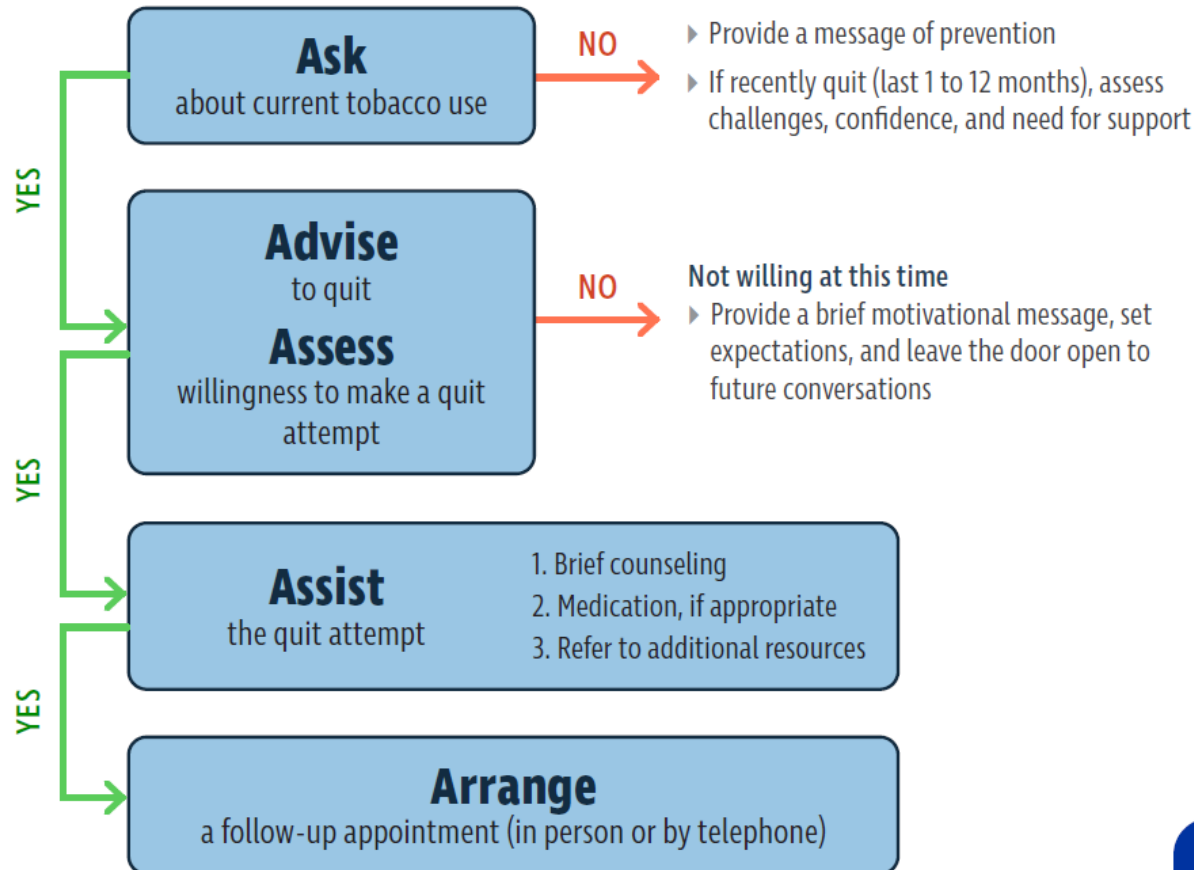 Ask
about current tobacco use
NO
▸ Provide a message of prevention
▸ If recently quit (last 1 to 12 months), assess
challenges, confidence, and need for support
YES
Advise
to quit
Assess
willingness to make a quit
attempt
NO
Not willing at this time
▸ Provide a brief motivational message, set
expectations, and leave the door open to
future conversations
YES
Assist
the quit attempt
1. Brief counseling
2. Medication, if appropriate
3. Refer to additional resources
YES
Arrange
a follow-up appointment (in person or by telephone)